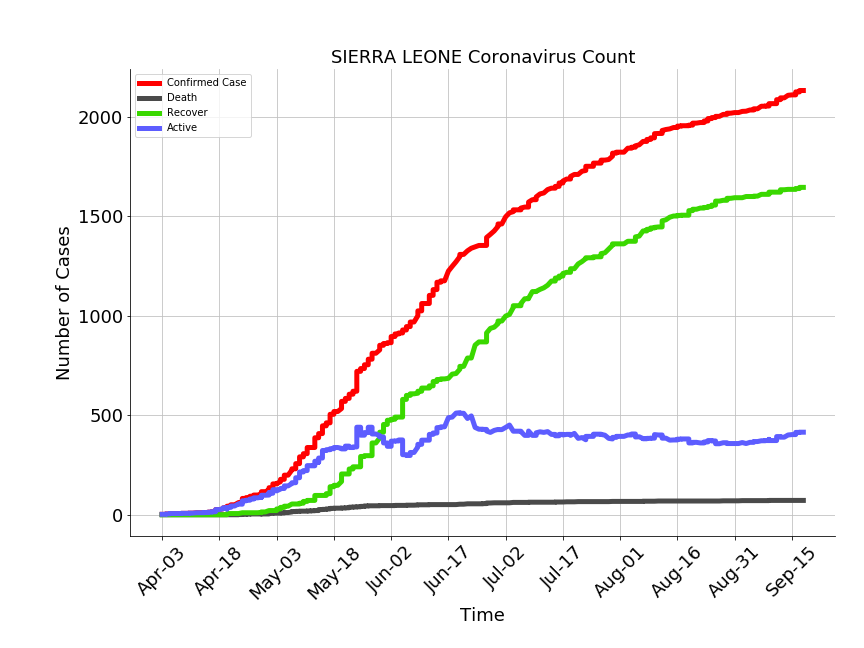 SIERRA LEONE Coronavirus Count
Confirmed Case
Death
Recover
Active
Number of Cases
2000
1500
1000
500
0
Apr-03
Apr-18
May-03
May-18
Jun-02
Jun-17
Jul-02
Jul-17
Aug-01
Aug-16
Aug-31
Sep-15
Time